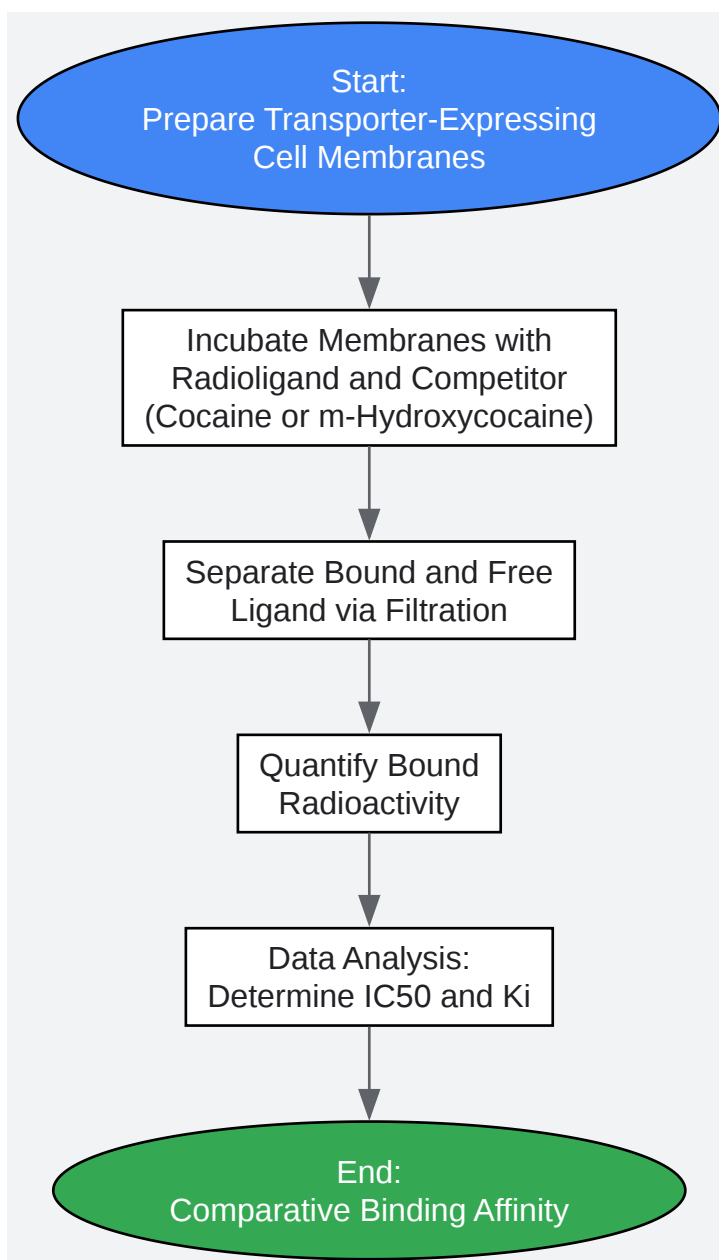 Start:
Prepare Transporter-Expressing
Cell Membranes
Incubate Membranes with
Radioligand and Competitor
(Cocaine or m-Hydroxycocaine)
Separate Bound and Free
Ligand via Filtration
Quantify Bound
Radioactivity
Data Analysis:
Determine IC50 and Ki
End:
Comparative Binding Affinity